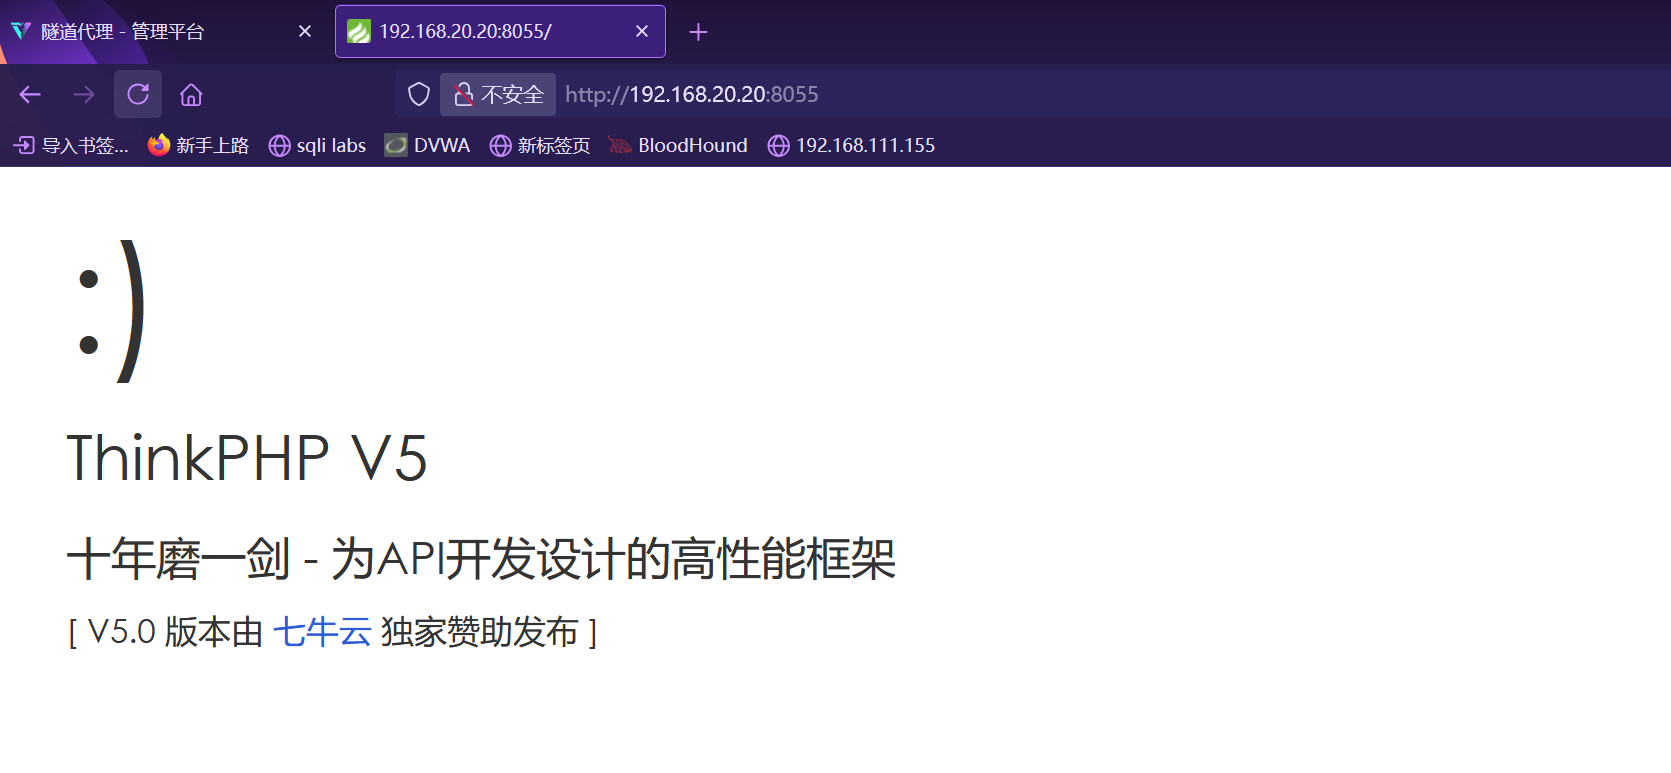 隧道代理 - 管理平台
192.168.20.20:8055/
不安全
http://192.168.20.20:8055
导入书签...
新手上路
sqli labs
DVWA
新标签页
BloodHound
192.168.111.155
:)
ThinkPHP V5
十年磨一剑 - 为API开发设计的高性能框架
[ V5.0 版本由 七牛云 独家赞助发布 ]